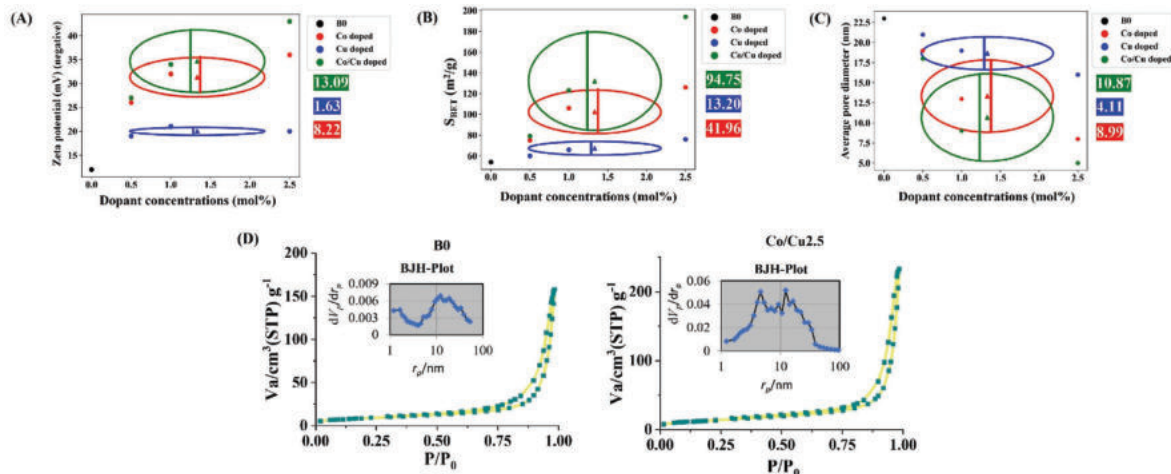 (A)
Zeta potential (mV) (negative)
40
35
30
25
20
15
0.0 0.5 1.0 1.5 2.0 2.5
Dopant concentrations (mol%)
B0
Co doped
Cu doped
Co/Cu doped
13.09
1.63
8.22
(B)
S_BET (m²/g)
200
180
160
140
120
100
80
60
0.0 0.5 1.0 1.5 2.0 2.5
Dopant concentrations (mol%)
B0
Co doped
Cu doped
Co/Cu doped
94.75
13.20
41.96
(C)
Average pore diameter (nm)
22.5
20.0
17.5
15.0
12.5
10.0
7.5
5.0
0.0 0.5 1.0 1.5 2.0 2.5
Dopant concentrations (mol%)
B0
Co doped
Cu doped
Co/Cu doped
10.87
4.11
8.99
(D)
B0
Va/cm³(STP) g⁻¹
200
150
100
50
0
0.00 0.25 0.50 0.75 1.00
P/P₀
BJH-Plot
dVₚ/drₚ
0.009
0.006
0.003
0
1 10 100
rₚ/nm
Co/Cu2.5
Va/cm³(STP) g⁻¹
200
100
0
0.00 0.25 0.50 0.75 1.00
P/P₀
BJH-Plot
dVₚ/drₚ
0.06
0.04
0.02
0
1 10 100
rₚ/nm